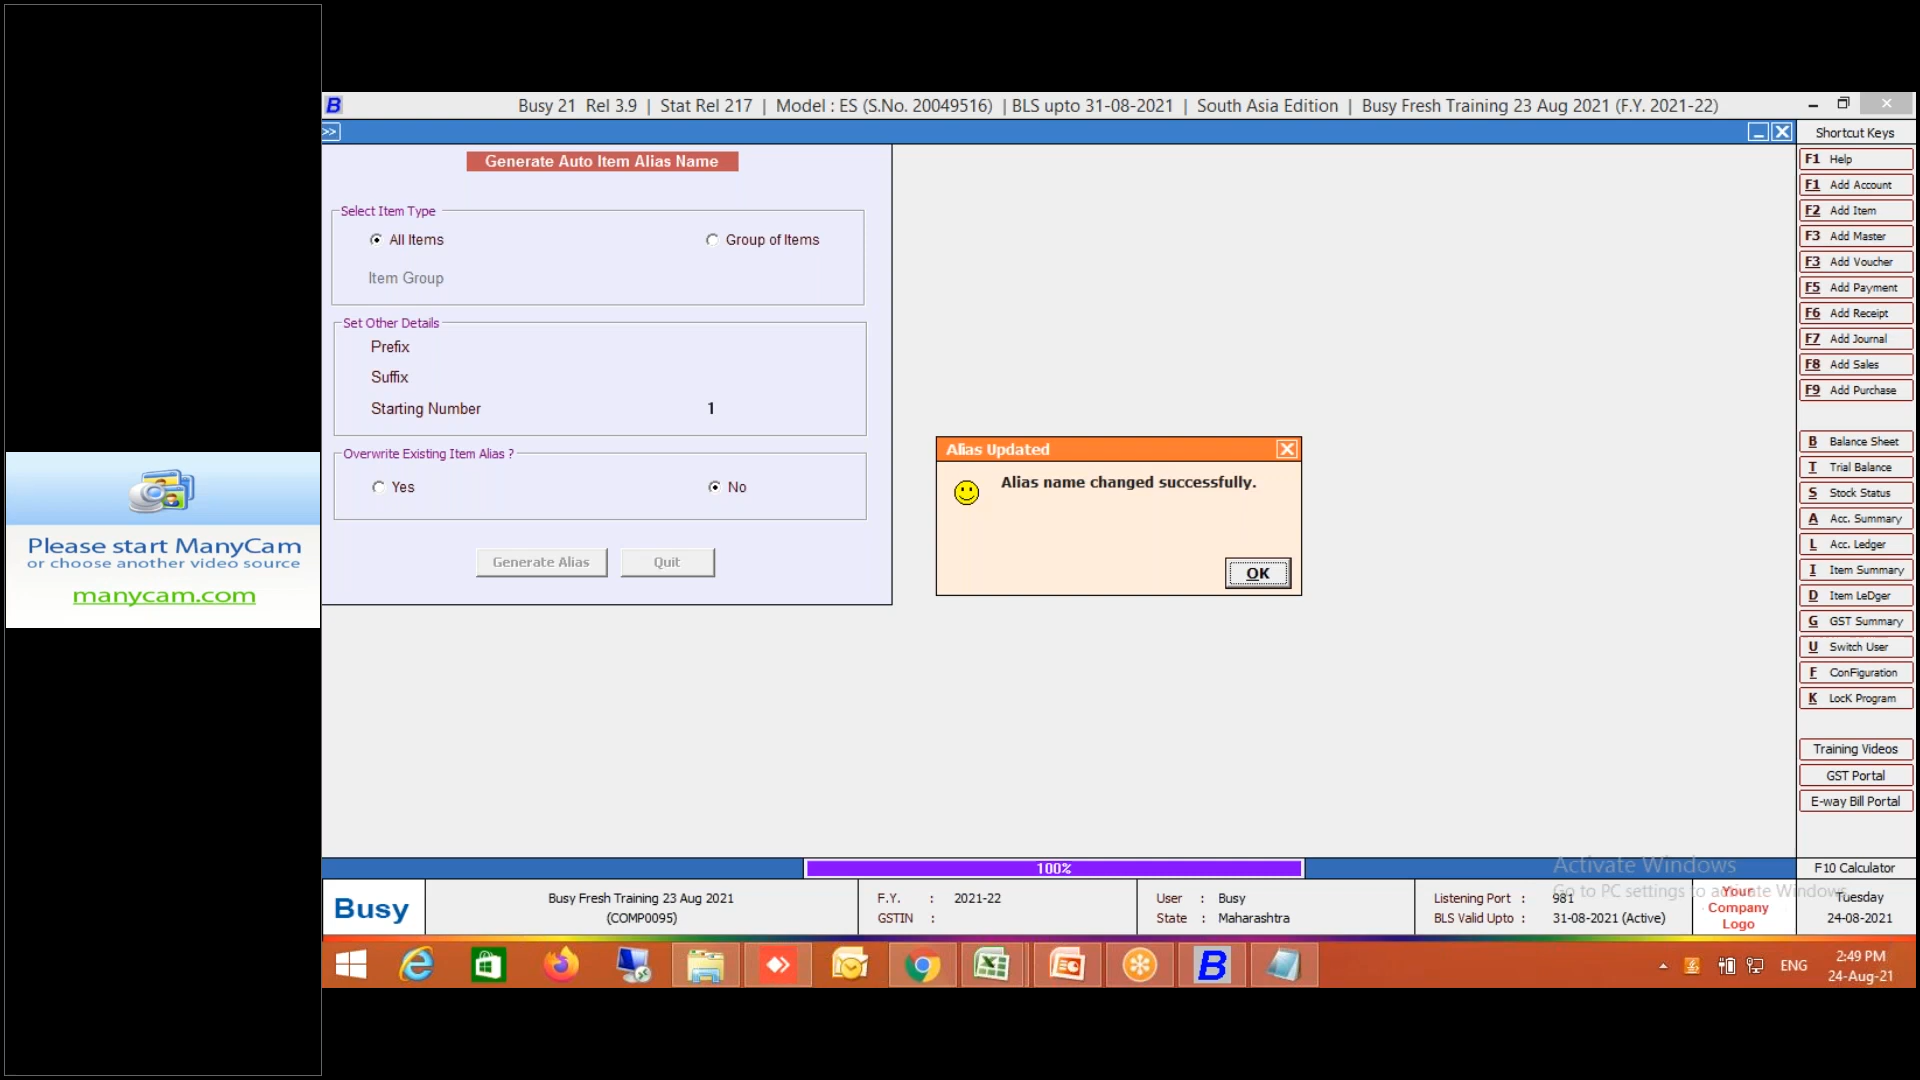 Busy 21 Rel 3.9 | Stat Rel 217 | Model : ES (S.No. 20049516) | BLS upto 31-08-2021 | South Asia Edition | Busy Fresh Training 23 Aug 2021 (F.Y. 2021-22)
>>
Shortcut Keys
Generate Auto Item Alias Name
Select Item Type
All Items
Group of Items
Item Group
Set Other Details
Prefix
Suffix
Starting Number 1
Overwrite Existing Item Alias ?
Yes
No
Generate Alias
Quit
Alias Updated
Alias name changed successfully.
OK
F1 Help
F1 Add Account
F2 Add Item
F3 Add Master
F3 Add Voucher
F5 Add Payment
F6 Add Receipt
F7 Add Journal
F8 Add Sales
F9 Add Purchase
B Balance Sheet
T Trial Balance
S Stock Status
A Acc. Summary
L Acc. Ledger
I Item Summary
D Item LeDger
G GST Summary
U Switch User
F ConFiguration
K LocK Program
Training Videos
GST Portal
E-way Bill Portal
Please start ManyCam
or choose another video source
manycam.com
100%
Activate Windows
Go to PC settings to activate Windows.
F10 Calculator
Busy
Busy Fresh Training 23 Aug 2021
(COMP0095)
F.Y. : 2021-22
GSTIN :
User : Busy
State : Maharashtra
Listening Port : 981
BLS Valid Upto : 31-08-2021 (Active)
Your
Company
Logo
Tuesday
24-08-2021
ENG
2:49 PM
24-Aug-21